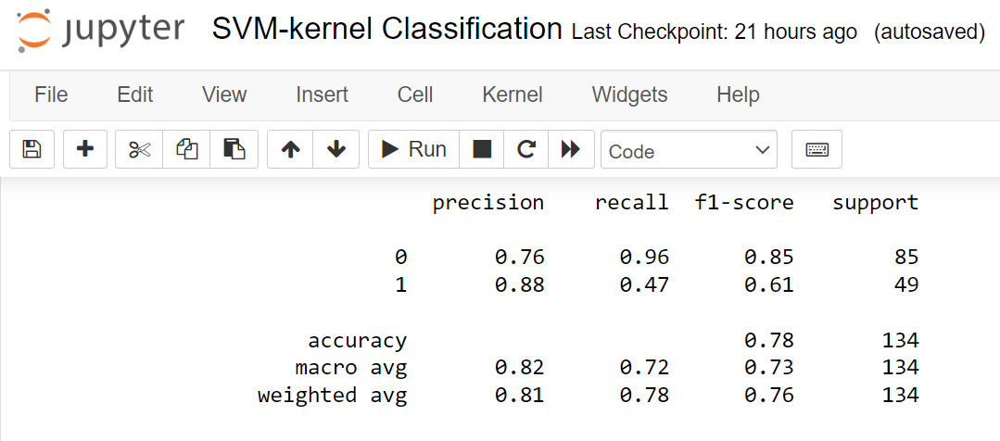 jupyter SVM-kernel Classification Last Checkpoint: 21 hours ago (autosaved)
File Edit View Insert Cell Kernel Widgets Help
Run Code
precision recall f1-score support
0 0.76 0.96 0.85 85
1 0.88 0.47 0.61 49
accuracy 0.78 134
macro avg 0.82 0.72 0.73 134
weighted avg 0.81 0.78 0.76 134